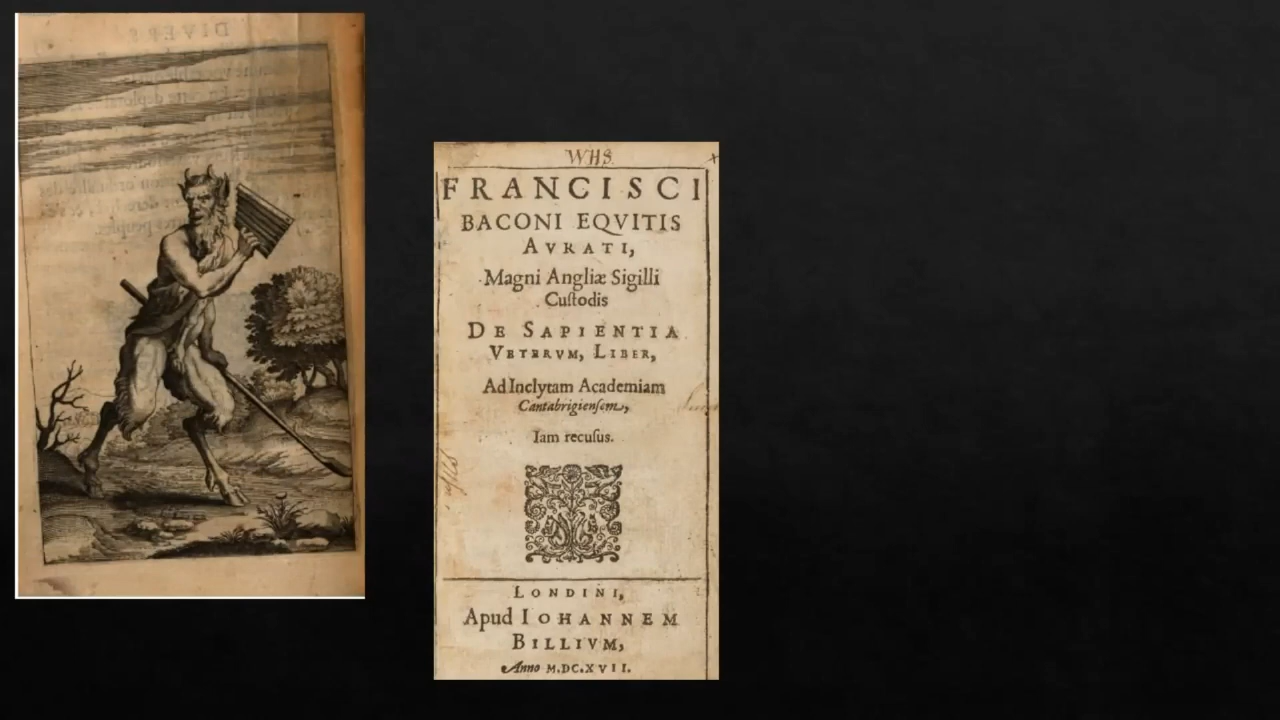 WHS.
FRANCISCI
BACONI EQVITIS
AVRATI,
Magni Angliæ Sigilli
Cuſtodis
DE SAPIENTIA
VETERVM, LIBER,
Ad Inclytam Academiam
Cantabrigienſem,
Iam recuſus.
LONDINI,
Apud IOHANNEM
BILLIVM,
Anno M.DC.XVII.